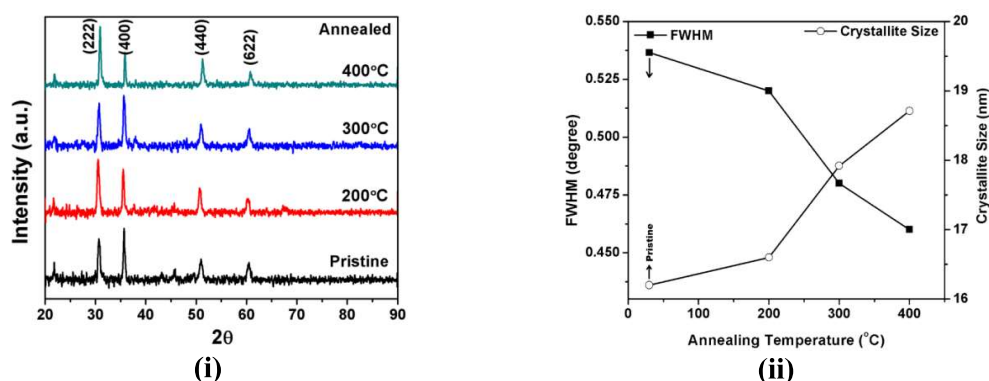 Intensity (a.u.)
(222)
(400)
(440)
(622)
Annealed
400°C
300°C
200°C
Pristine
20 30 40 50 60 70 80 90
2θ
(i)
FWHM (degree)
0.550
0.525
0.500
0.475
0.450
FWHM
Crystallite Size
Pristine
20
19
18
17
16
Crystallite Size (nm)
0 100 200 300 400
Annealing Temperature (°C)
(ii)